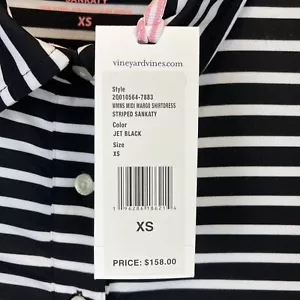 SANKATY
XS
vineyardvines.com
Style
2Q010564-7883
WMNS MIDI MARGO SHIRTDRESS
STRIPED SANKATY
Color
JET BLACK
Size
XS
XS
PRICE: $158.00